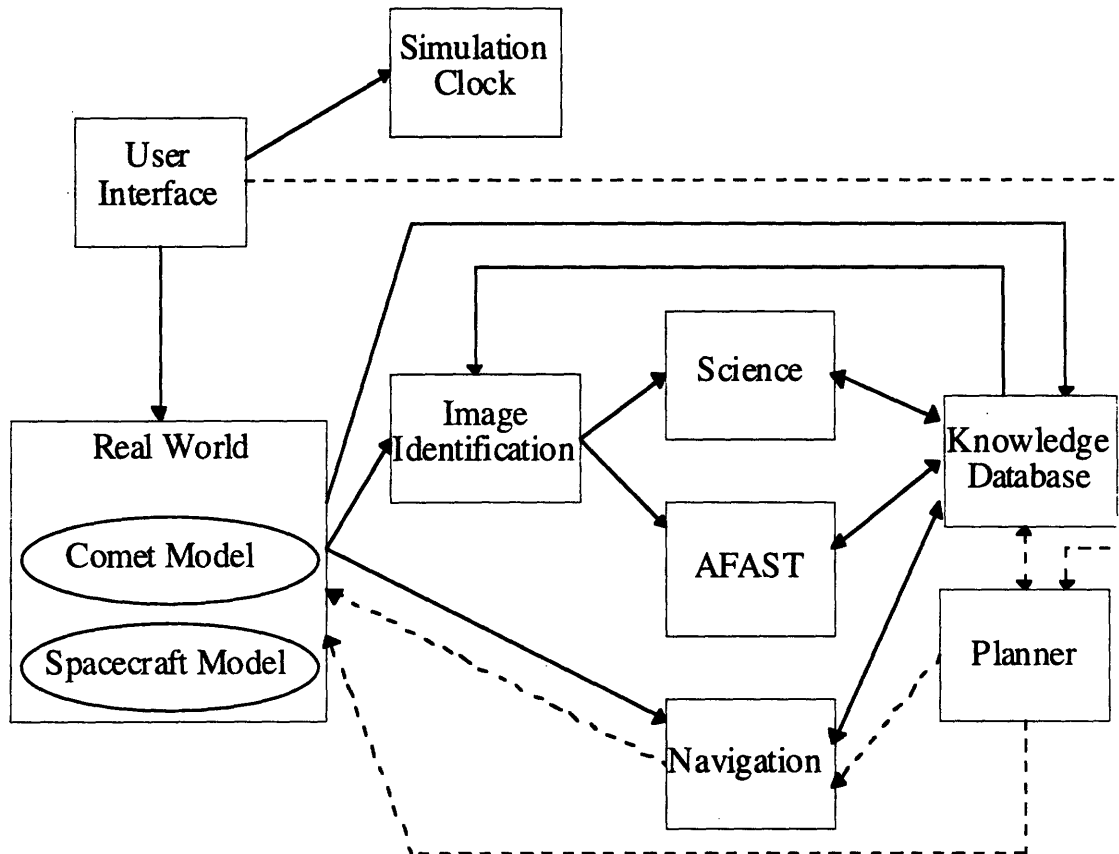 Simulation
Clock
User
Interface
Real World
Comet Model
Spacecraft Model
Image
Identification
Science
AFAST
Navigation
Knowledge
Database
Planner